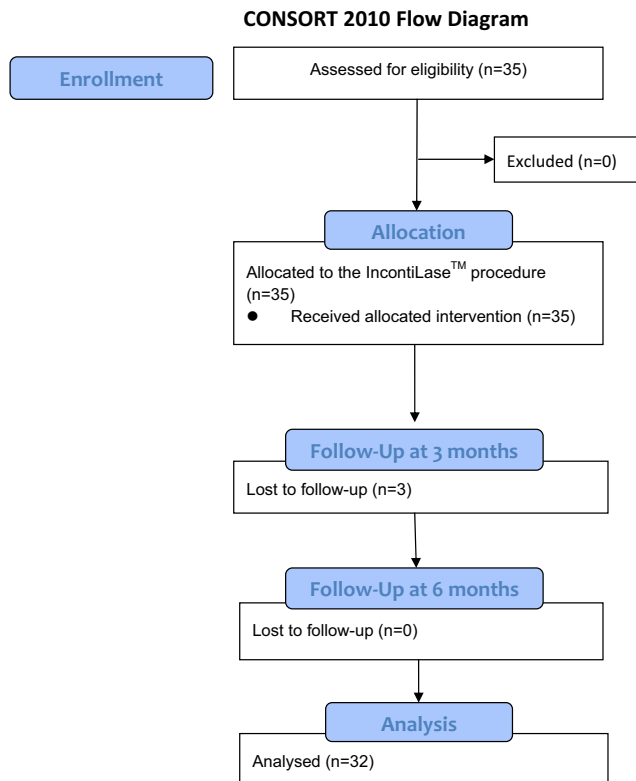 CONSORT 2010 Flow Diagram
Enrollment
Assessed for eligibility (n=35)
Excluded (n=0)
Allocation
Allocated to the IncontiLase™ procedure
(n=35)
● Received allocated intervention (n=35)
Follow-Up at 3 months
Lost to follow-up (n=3)
Follow-Up at 6 months
Lost to follow-up (n=0)
Analysis
Analysed (n=32)